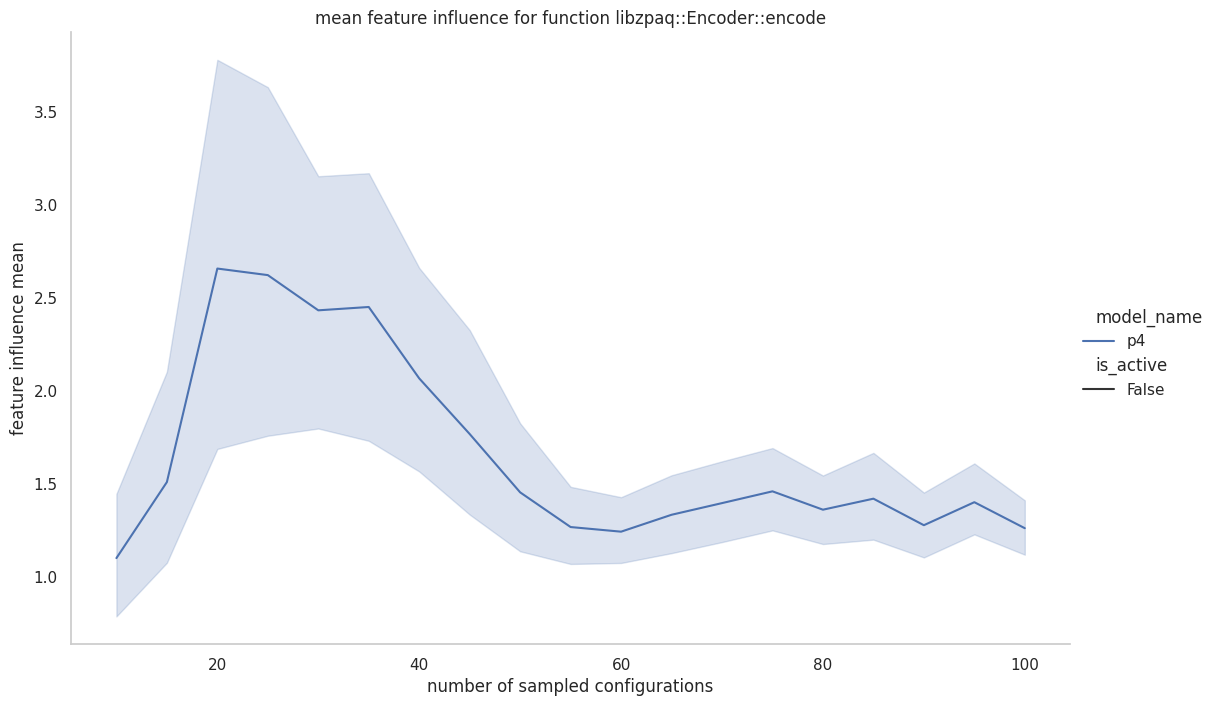 mean feature influence for function libzpaq::Encoder::encode
feature influence mean
3.5
3.0
2.5
2.0
1.5
1.0
20
40
60
80
100
number of sampled configurations
model_name
p4
is_active
False